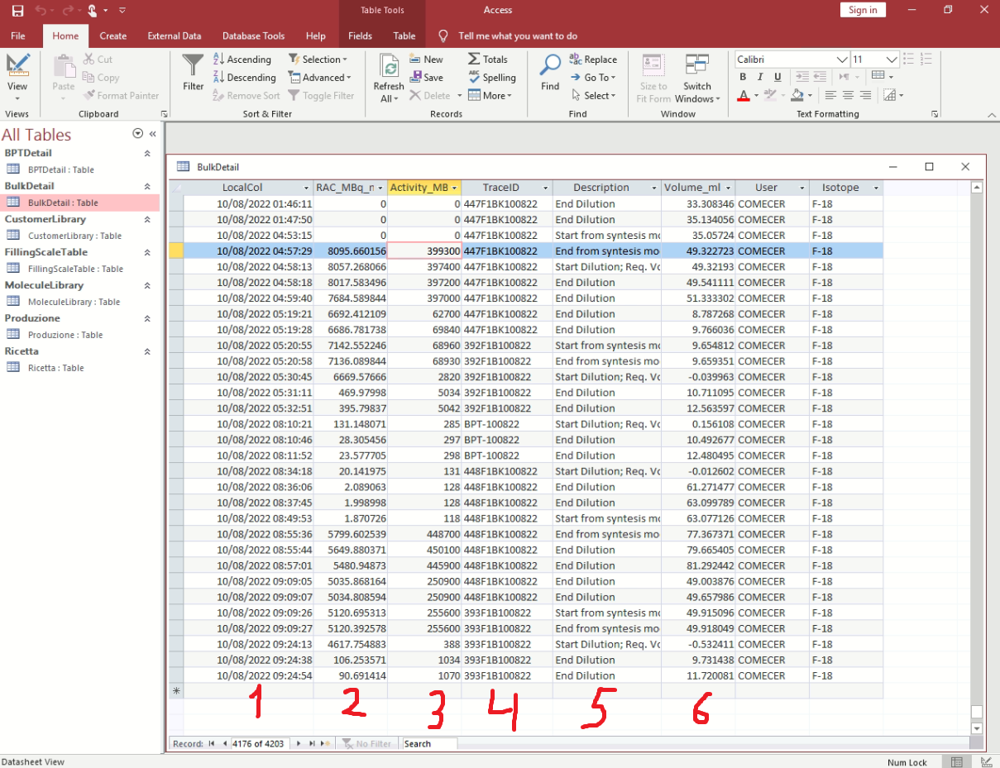 Table Tools
Access
Sign in
File Home Create External Data Database Tools Help Fields Table Tell me what you want to do
View
Views
Paste
Cut
Copy
Format Painter
Clipboard
Filter
Ascending
Descending
Remove Sort
Selection
Advanced
Toggle Filter
Sort & Filter
Refresh
All
New
Save
Delete
Totals
Spelling
More
Records
Find
Replace
Go To
Select
Find
Size to
Fit Form
Switch
Windows
Window
Calibri 11
B I U
A
Text Formatting
All Tables
BPTDetail
BPTDetail : Table
BulkDetail
BulkDetail : Table
CustomerLibrary
CustomerLibrary : Table
FillingScaleTable
FillingScaleTable : Table
MoleculeLibrary
MoleculeLibrary : Table
Produzione
Produzione : Table
Ricetta
Ricetta : Table
BulkDetail
LocalCol RAC_MBq_n Activity_MB TraceID Description Volume_ml User Isotope
10/08/2022 01:46:11 0 0 447F1BK100822 End Dilution 33.308346 COMECER F-18
10/08/2022 01:47:50 0 0 447F1BK100822 End Dilution 35.134056 COMECER F-18
10/08/2022 04:53:15 0 0 447F1BK100822 Start from syntesis mo 35.05724 COMECER F-18
10/08/2022 04:57:29 8095.660156 399300 447F1BK100822 End from syntesis mo 49.322723 COMECER F-18
10/08/2022 04:58:13 8057.268066 397400 447F1BK100822 Start Dilution; Req. Vo 49.32193 COMECER F-18
10/08/2022 04:58:18 8017.583496 397200 447F1BK100822 End Dilution 49.541111 COMECER F-18
10/08/2022 04:59:40 7684.589844 397000 447F1BK100822 End Dilution 51.333302 COMECER F-18
10/08/2022 05:19:21 6692.412109 62700 447F1BK100822 End Dilution 8.787268 COMECER F-18
10/08/2022 05:19:28 6686.781738 69840 447F1BK100822 End Dilution 9.766036 COMECER F-18
10/08/2022 05:20:55 7142.552246 68960 392F1B100822 Start from syntesis mo 9.654812 COMECER F-18
10/08/2022 05:20:58 7136.089844 68930 392F1B100822 End from syntesis mo 9.659351 COMECER F-18
10/08/2022 05:30:45 6669.57666 2820 392F1B100822 Start Dilution; Req. Vo -0.039963 COMECER F-18
10/08/2022 05:31:11 469.97998 5034 392F1B100822 End Dilution 10.711095 COMECER F-18
10/08/2022 05:32:51 395.79837 5042 392F1B100822 End Dilution 12.563597 COMECER F-18
10/08/2022 08:10:21 131.148071 285 BPT-100822 Start Dilution; Req. Vo 0.156108 COMECER F-18
10/08/2022 08:10:46 28.305456 297 BPT-100822 End Dilution 10.492677 COMECER F-18
10/08/2022 08:11:52 23.577705 298 BPT-100822 End Dilution 12.480495 COMECER F-18
10/08/2022 08:34:18 20.141975 131 448F1BK100822 Start Dilution; Req. Vo -0.012602 COMECER F-18
10/08/2022 08:36:06 2.089063 128 448F1BK100822 End Dilution 61.271477 COMECER F-18
10/08/2022 08:37:45 1.998998 128 448F1BK100822 End Dilution 63.099789 COMECER F-18
10/08/2022 08:49:53 1.870726 118 448F1BK100822 Start from syntesis mo 63.077126 COMECER F-18
10/08/2022 08:55:36 5799.602539 448700 448F1BK100822 End from syntesis mo 77.367371 COMECER F-18
10/08/2022 08:55:44 5649.880371 450100 448F1BK100822 End Dilution 79.665405 COMECER F-18
10/08/2022 08:57:01 5480.94873 445900 448F1BK100822 End Dilution 81.292442 COMECER F-18
10/08/2022 09:09:05 5035.868164 250900 448F1BK100822 End Dilution 49.003876 COMECER F-18
10/08/2022 09:09:07 5034.808594 250900 448F1BK100822 End Dilution 49.657986 COMECER F-18
10/08/2022 09:09:26 5120.695313 255600 393F1B100822 Start from syntesis mo 49.915096 COMECER F-18
10/08/2022 09:09:27 5120.392578 255600 393F1B100822 End from syntesis mo 49.918049 COMECER F-18
10/08/2022 09:24:13 4617.754883 388 393F1B100822 Start Dilution; Req. Vo -0.532411 COMECER F-18
10/08/2022 09:24:38 106.253571 1034 393F1B100822 End Dilution 9.731438 COMECER F-18
10/08/2022 09:24:54 90.691414 1070 393F1B100822 End Dilution 11.720081 COMECER F-18
*
1 2 3 4 5 6
Record: 4176 of 4203 No Filter Search
Datasheet View
Num Lock